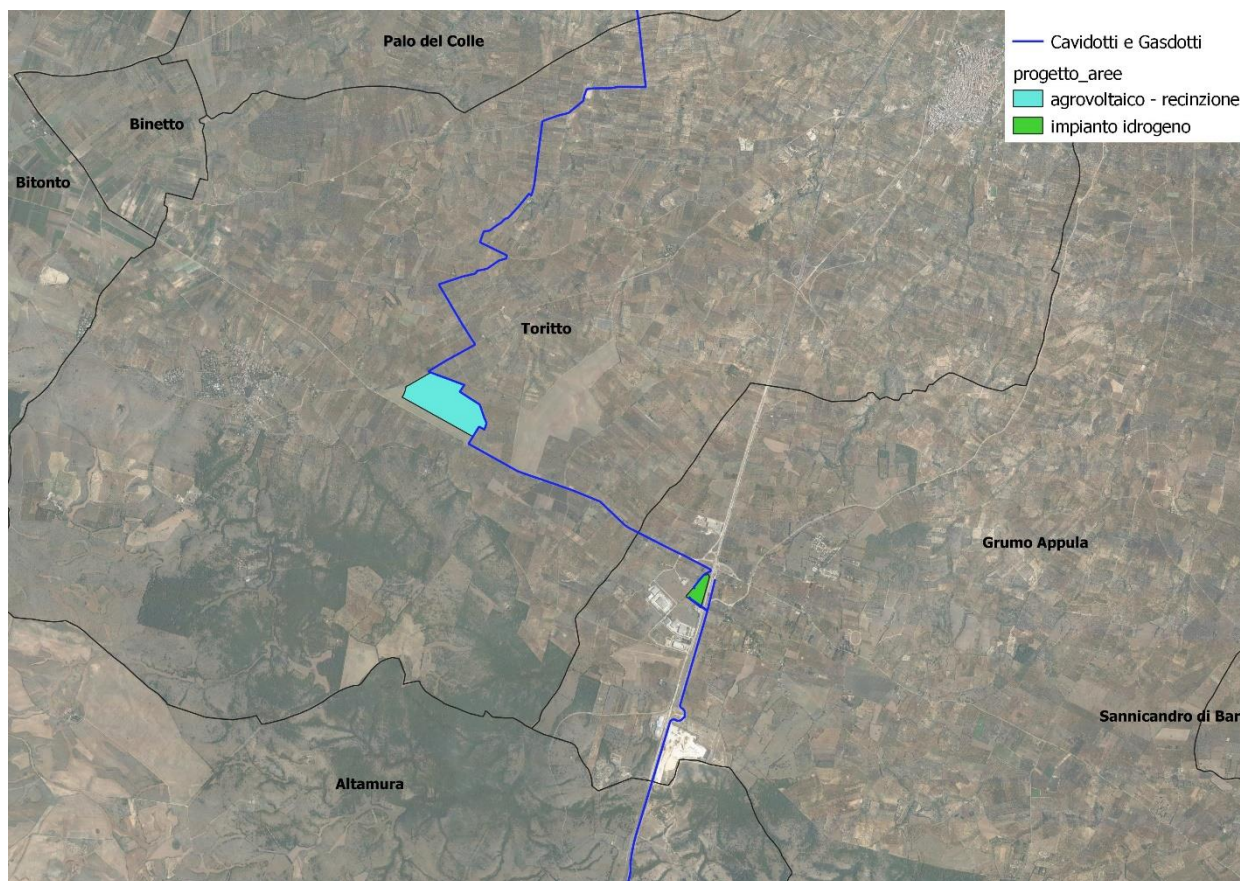 Palo del Colle
Cavidotti e Gasdotti
progetto_aree
agrovoltaico - recinzione
impianto idrogeno
Binetto
Bitonto
Toritto
Grumo Appula
Sannicandro di Bar
Altamura